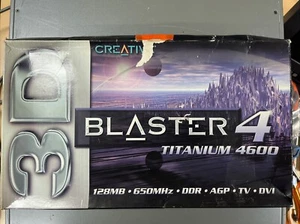 CREATIVE
3D
BLASTER 4
TITANIUM 4600
128MB • 650MHz • DDR • AGP • TV • DVI